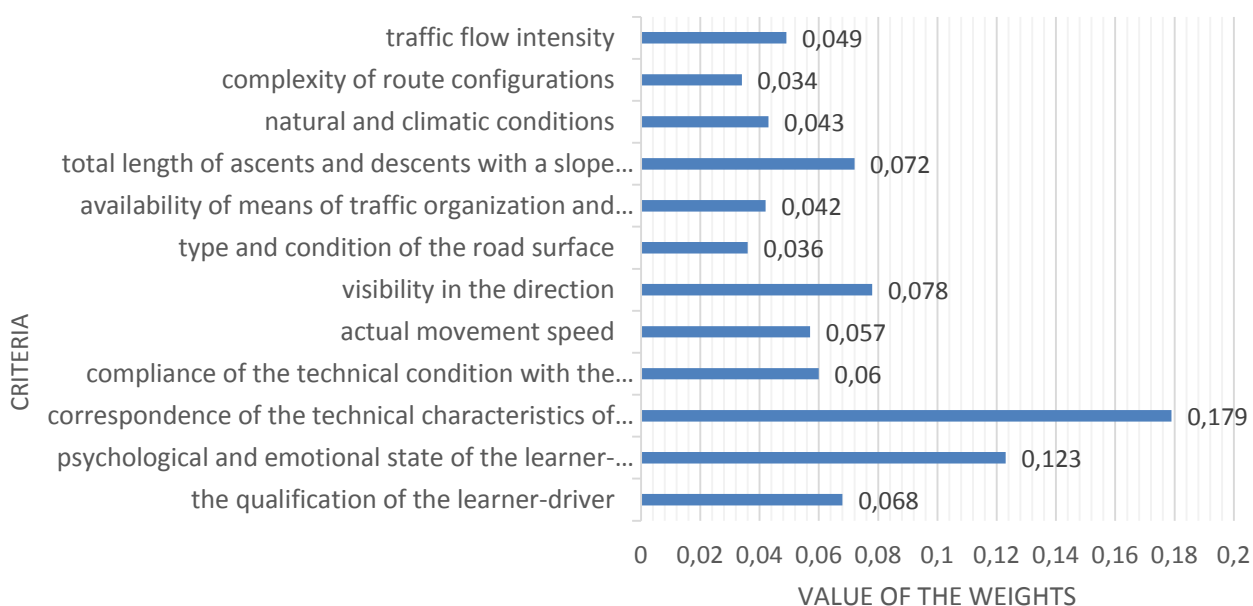 traffic flow intensity 0,049
complexity of route configurations 0,034
natural and climatic conditions 0,043
total length of ascents and descents with a slope... 0,072
availability of means of traffic organization and... 0,042
type and condition of the road surface 0,036
visibility in the direction 0,078
actual movement speed 0,057
compliance of the technical condition with the... 0,06
correspondence of the technical characteristics of... 0,179
psychological and emotional state of the learner-... 0,123
the qualification of the learner-driver 0,068
CRITERIA
0 0,02 0,04 0,06 0,08 0,1 0,12 0,14 0,16 0,18 0,2
VALUE OF THE WEIGHTS